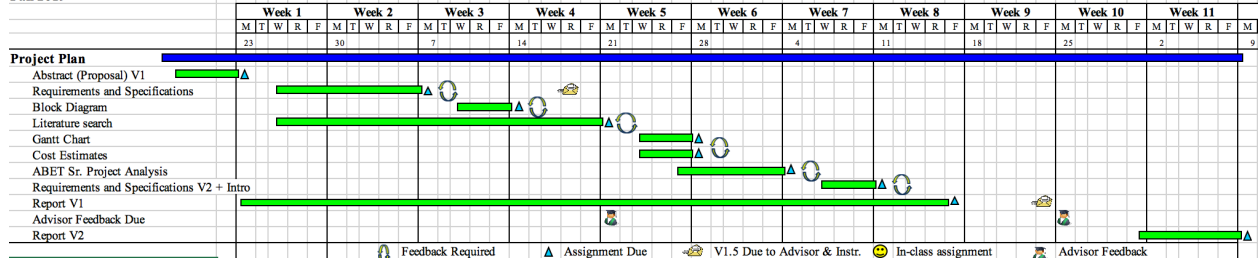 Week 1 Week 2 Week 3 Week 4 Week 5 Week 6 Week 7 Week 8 Week 9 Week 10 Week 11
M T W R F M T W R F M T W R F M T W R F M T W R F M T W R F M T W R F M T W R F M T W R F M T W R F M T W R F M
23 30 7 14 21 28 4 11 18 25 2 9
Project Plan
Abstract (Proposal) V1
Requirements and Specifications
Block Diagram
Literature search
Gantt Chart
Cost Estimates
ABET Sr. Project Analysis
Requirements and Specifications V2 + Intro
Report V1
Advisor Feedback Due
Report V2
Feedback Required Assignment Due V1.5 Due to Advisor & Instr. In-class assignment Advisor Feedback